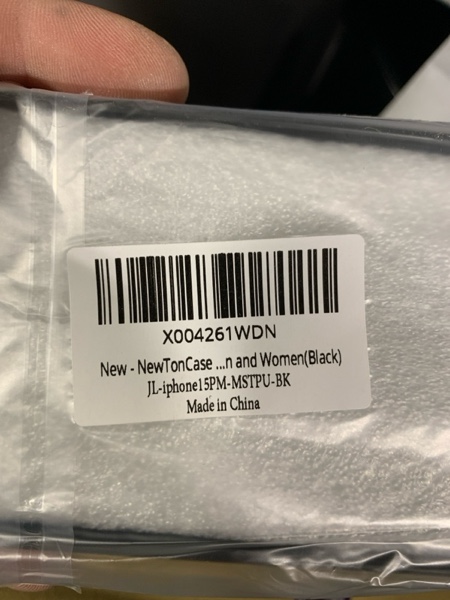 X004261WDN
New - NewTonCase ...n and Women(Black)
JL-iphone15PM-MSTPU-BK
Made in China